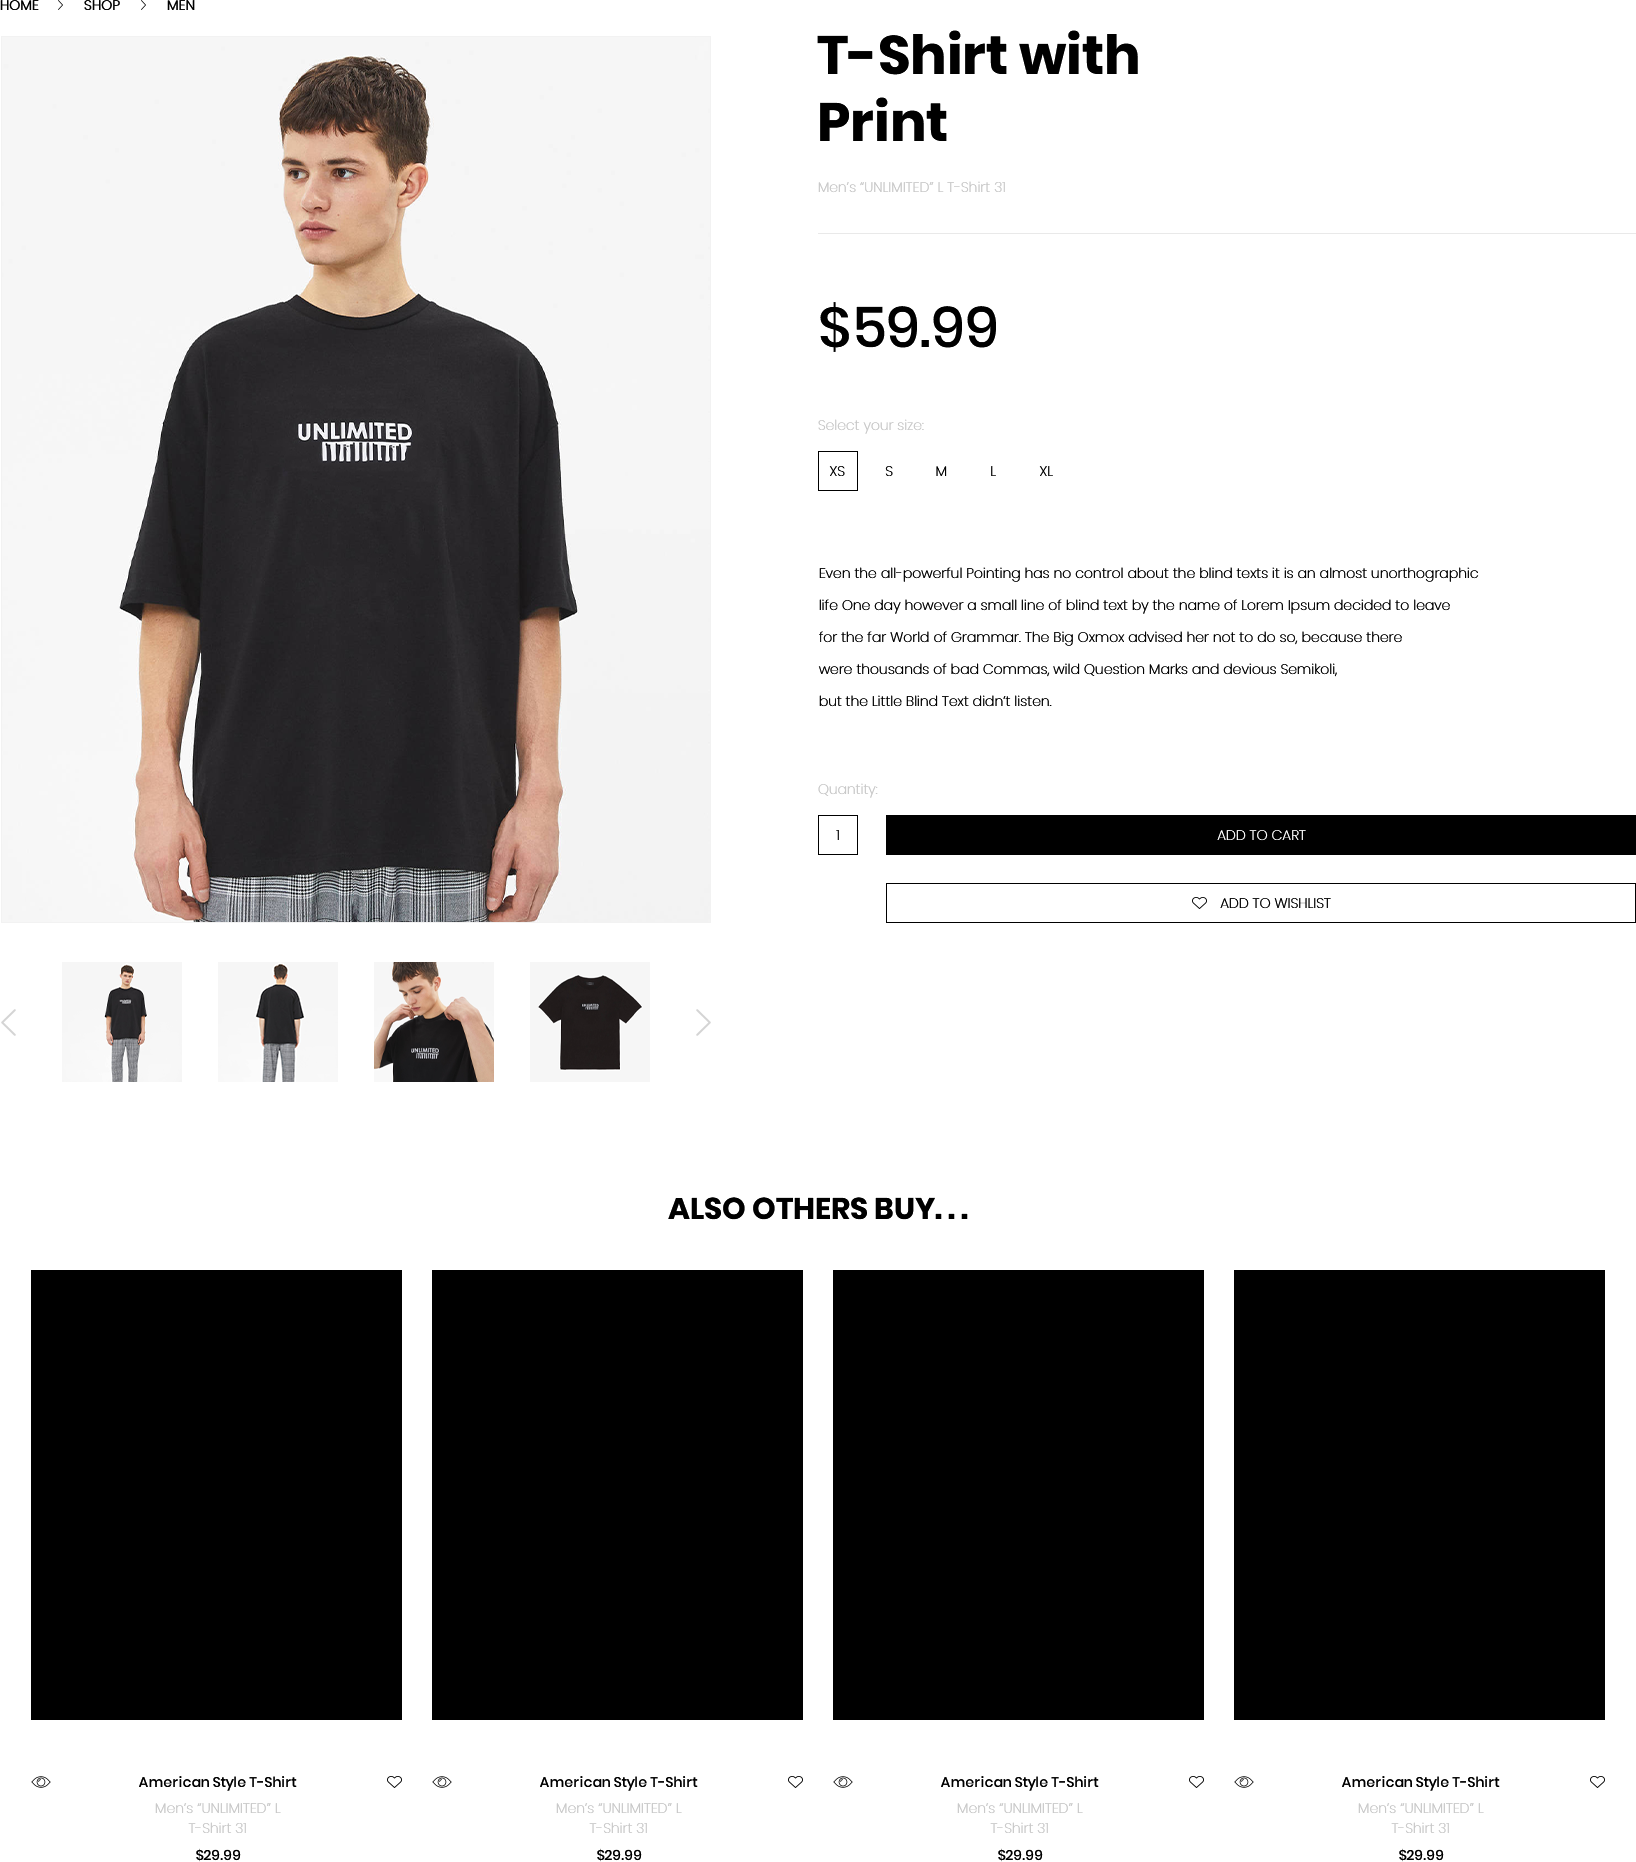 HOME > SHOP > MEN
T-Shirt with
Print
Men's “UNLIMITED” L T-Shirt 31
$59.99
Select your size:
XS S M L XL
UNLIMITED
Even the all-powerful Pointing has no control about the blind texts it is an almost unorthographic
life One day however a small line of blind text by the name of Lorem Ipsum decided to leave
for the far World of Grammar. The Big Oxmox advised her not to do so, because there
were thousands of bad Commas, wild Question Marks and devious Semikoli,
but the Little Blind Text didn’t listen.
Quantity:
1 ADD TO CART
ADD TO WISHLIST
UNLIMITED
UNLIMITED
UNLIMITED
ALSO OTHERS BUY...
American Style T-Shirt
Men's “UNLIMITED” L
T-Shirt 31
$29.99
American Style T-Shirt
Men's “UNLIMITED” L
T-Shirt 31
$29.99
American Style T-Shirt
Men's “UNLIMITED” L
T-Shirt 31
$29.99
American Style T-Shirt
Men's “UNLIMITED” L
T-Shirt 31
$29.99